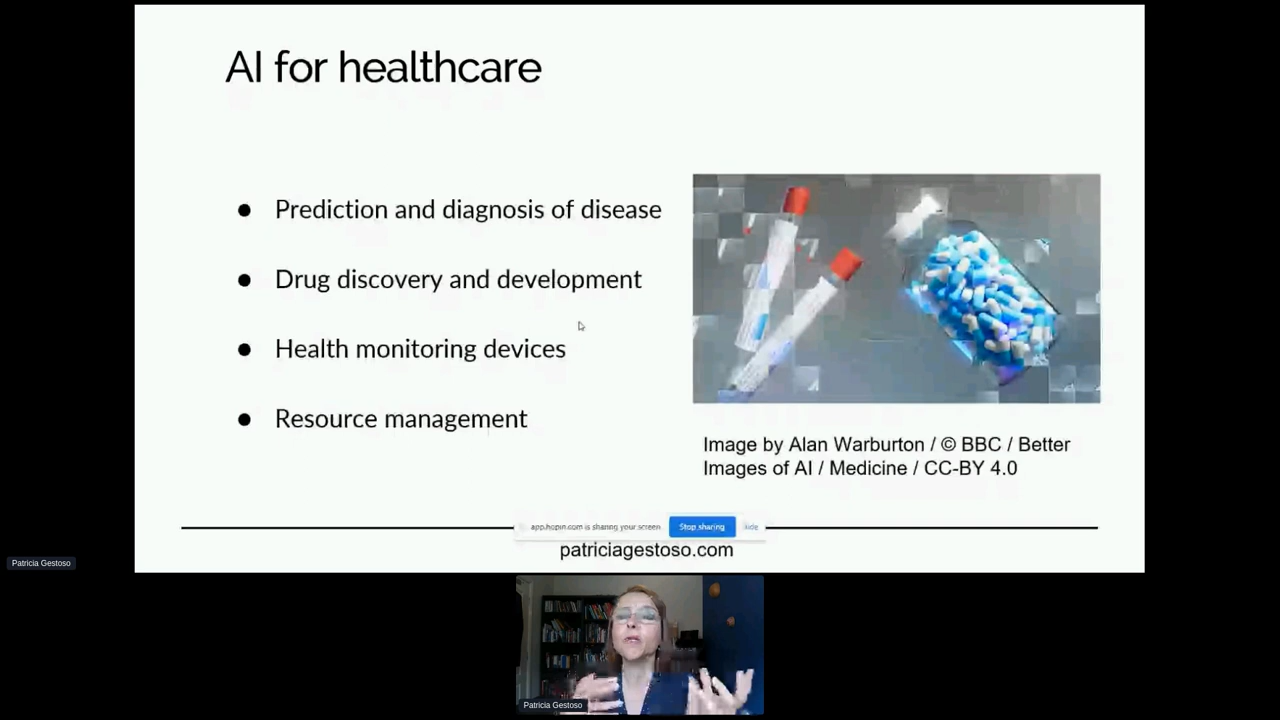 AI for healthcare
● Prediction and diagnosis of disease
● Drug discovery and development
● Health monitoring devices
● Resource management
Image by Alan Warburton / © BBC / Better
Images of AI / Medicine / CC-BY 4.0
app.hopin.com is sharing your screen Stop sharing Hide
patriciagestoso.com
Patricia Gestoso
Patricia Gestoso